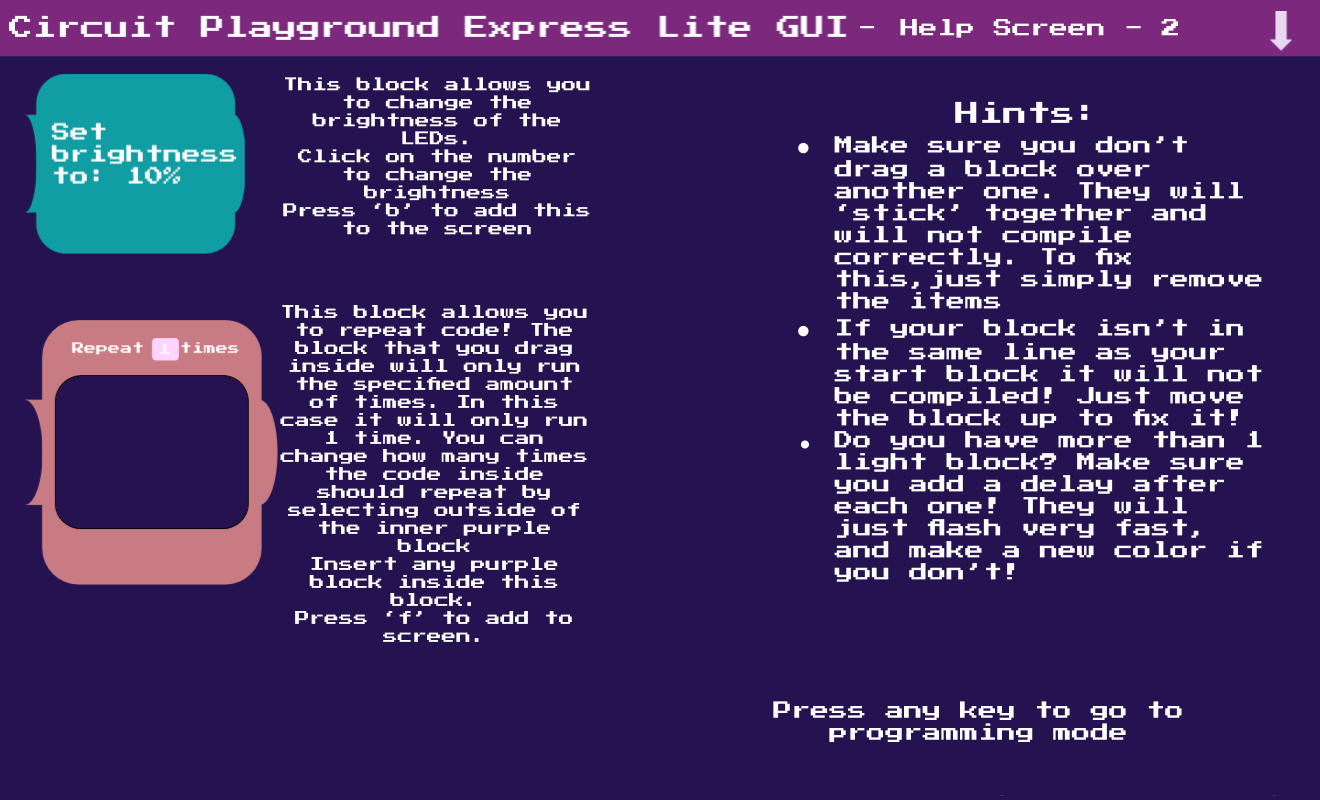 Circuit Playground Express Lite GUI - Help Screen - 2
Set
brightness
to: 10%
This block allows you
to change the
brightness of the
LEDs.
Click on the number
to change the
brightness
Press ‘b’ to add this
to the screen
Repeat 1 times
This block allows you
to repeat code! The
block that you drag
inside will only run
the specified amount
of times. In this
case it will only run
1 time. You can
change how many times
the code inside
should repeat by
selecting outside of
the inner purple
block
Insert any purple
block inside this
block.
Press ‘f’ to add to
screen.
Hints:
• Make sure you don’t
drag a block over
another one. They will
‘stick’ together and
will not compile
correctly. To fix
this,just simply remove
the items
• If your block isn’t in
the same line as your
start block it will not
be compiled! Just move
the block up to fix it!
• Do you have more than 1
light block? Make sure
you add a delay after
each one! They will
just flash very fast,
and make a new color if
you don’t!
Press any key to go to
programming mode